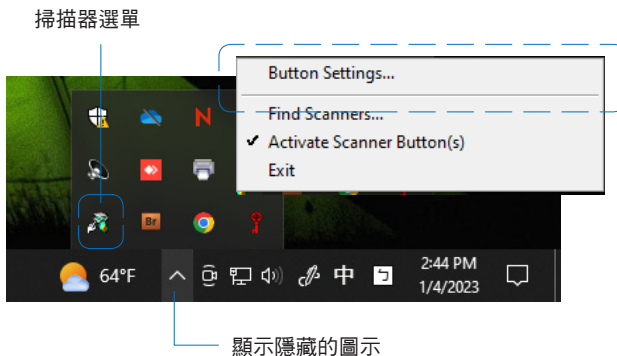 掃描器選單
Button Settings...
Find Scanners...
✔ Activate Scanner Button(s)
Exit
N
Br
64°F
中
ㄅ
2:44 PM
1/4/2023
顯示隱藏的圖示